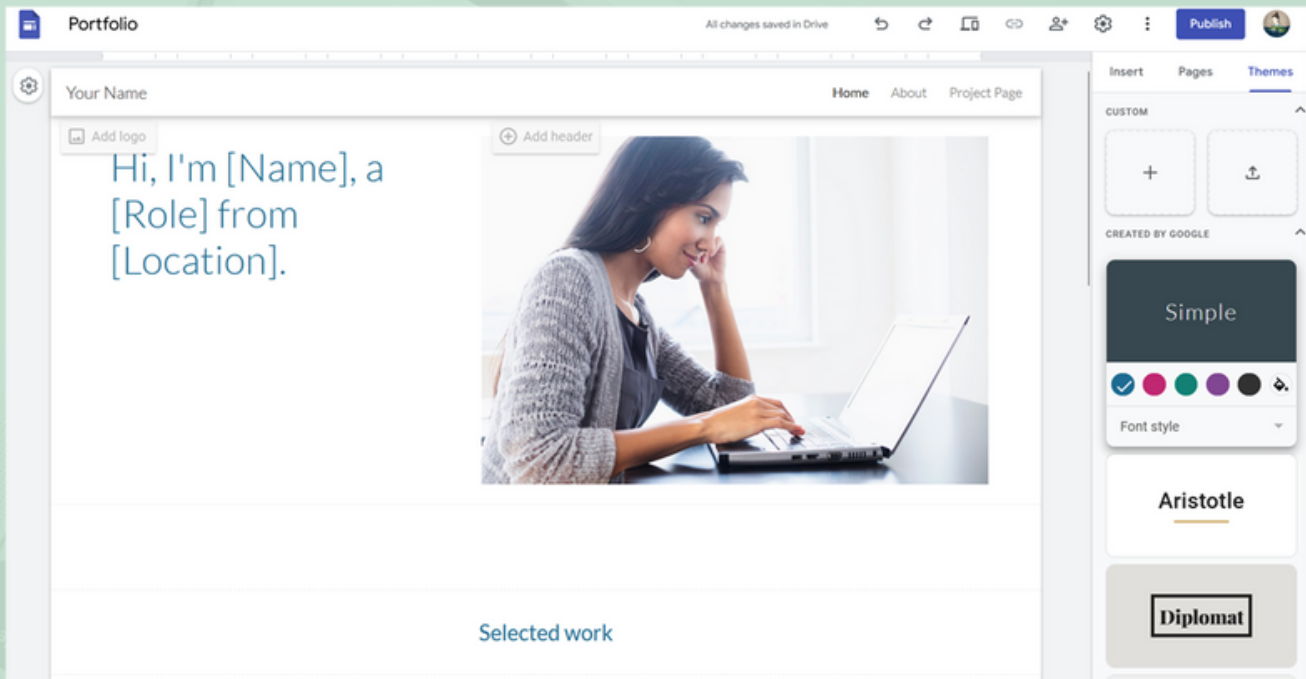 Portfolio
All changes saved in Drive
Publish
Insert Pages Themes
Your Name
Home About Project Page
CUSTOM
Add logo
Add header
Hi, I'm [Name], a
[Role] from
[Location].
CREATED BY GOOGLE
Simple
Font style
Aristotle
Diplomat
Selected work